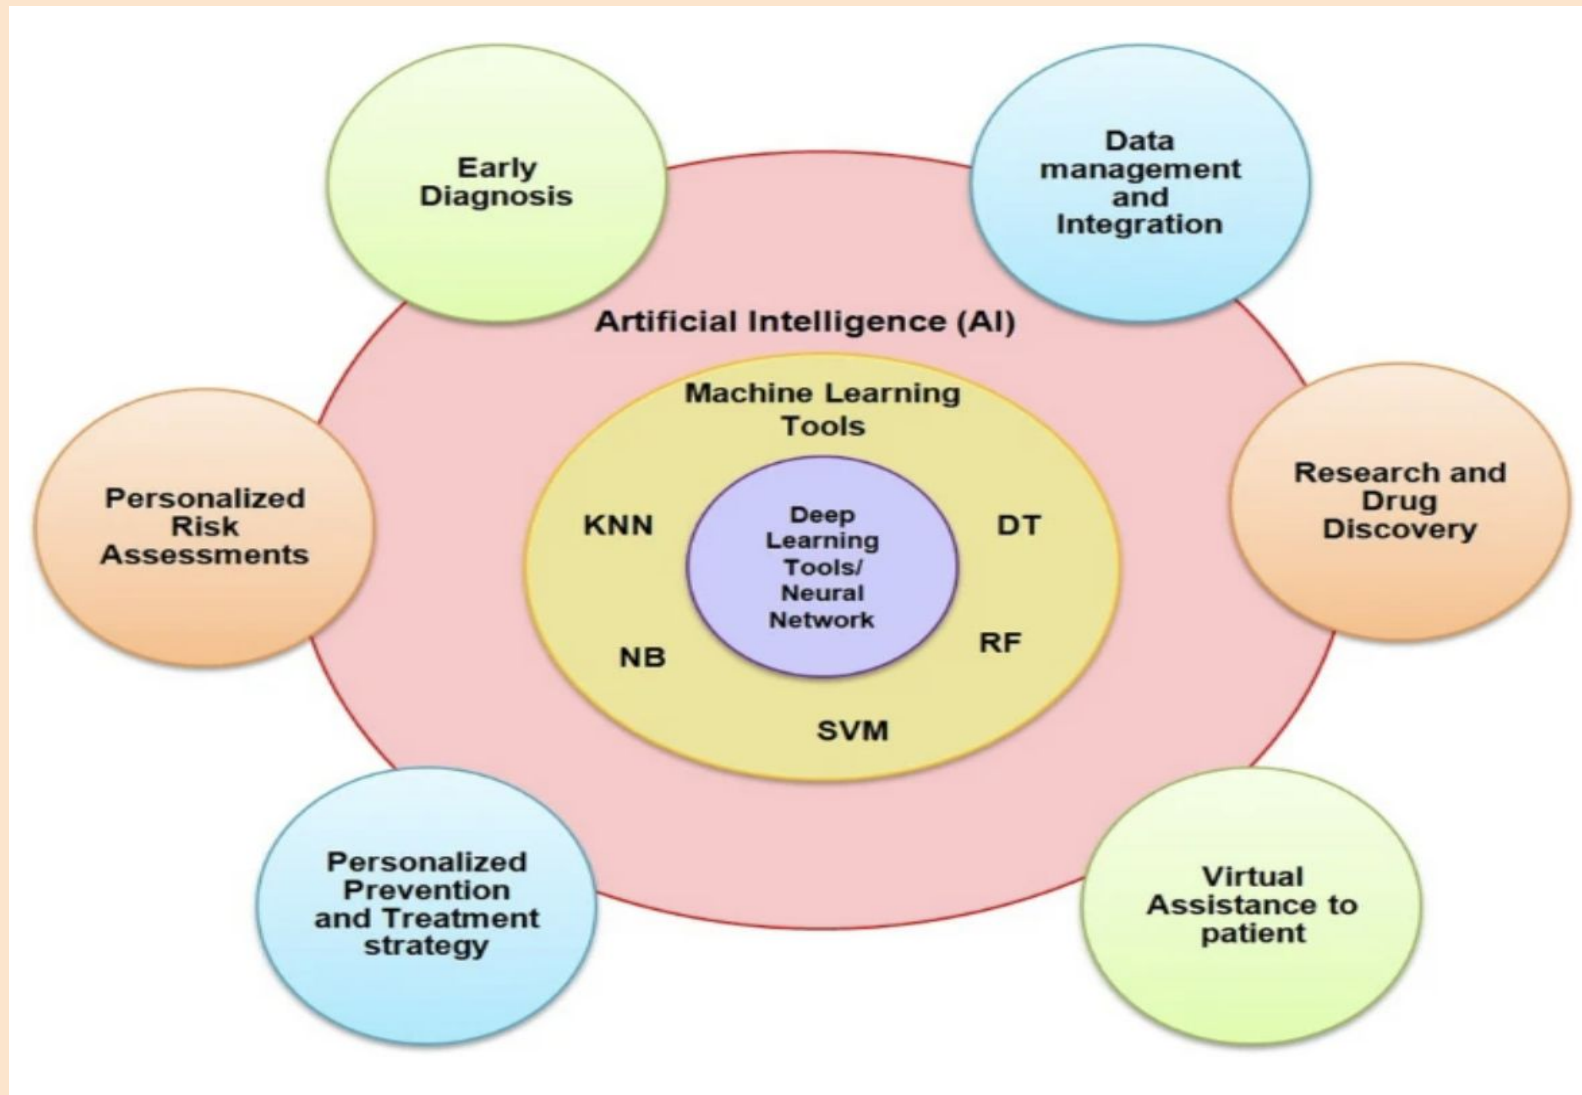 Early
Diagnosis
Data
management
and
Integration
Artificial Intelligence (AI)
Machine Learning
Tools
KNN
Deep
Learning
Tools/
Neural
Network
DT
NB
RF
SVM
Personalized
Risk
Assessments
Research and
Drug
Discovery
Personalized
Prevention
and Treatment
strategy
Virtual
Assistance to
patient